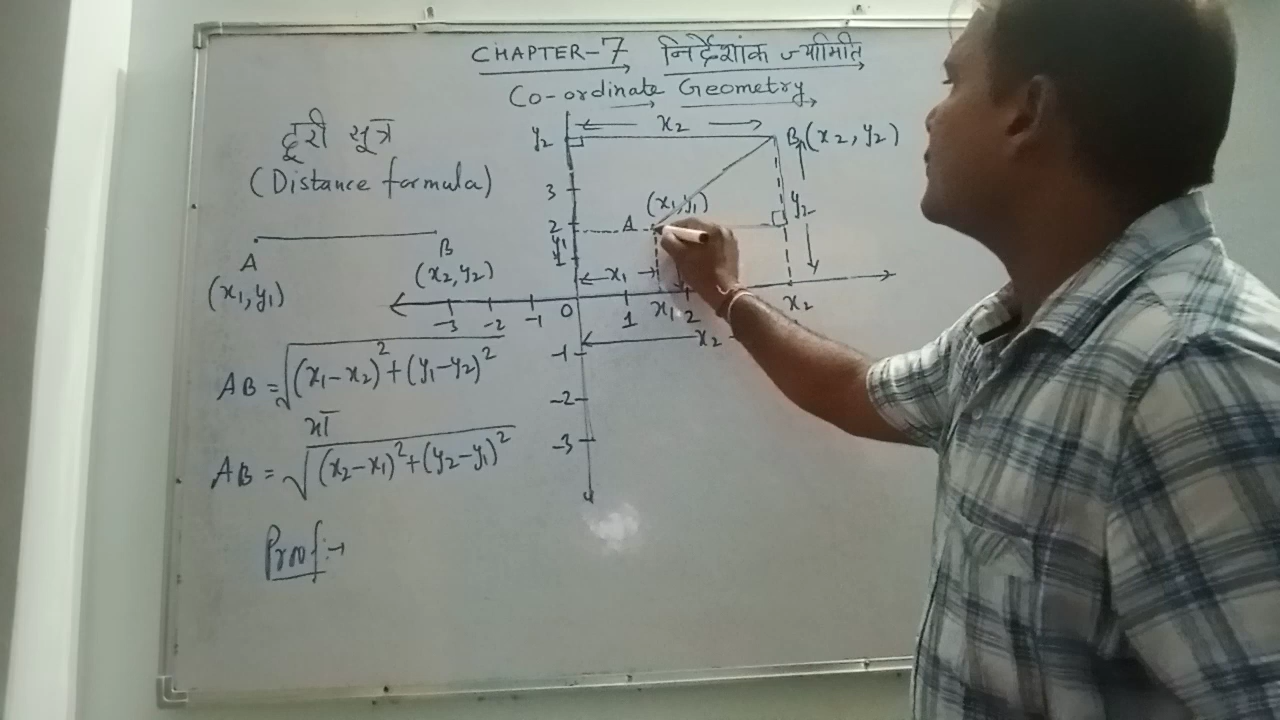 CHAPTER-7 निर्देशांक ज्यामिति
Co-ordinate Geometry
दूरी सूत्र
(Distance formula)
A
B
(x₁, y₁)
(x₂, y₂)
AB = √(x₁-x₂)²+(y₁-y₂)²
AB = √(x₂-x₁)²+(y₂-y₁)²
Proof:→
y₂
x₂
B (x₂, y₂)
3
(x₁, y₁)
2
A
y₂
y₁
1
x₁
-3 -2 -1 0 1 x₁ 2 x₂
x₂
-1
-2
-3